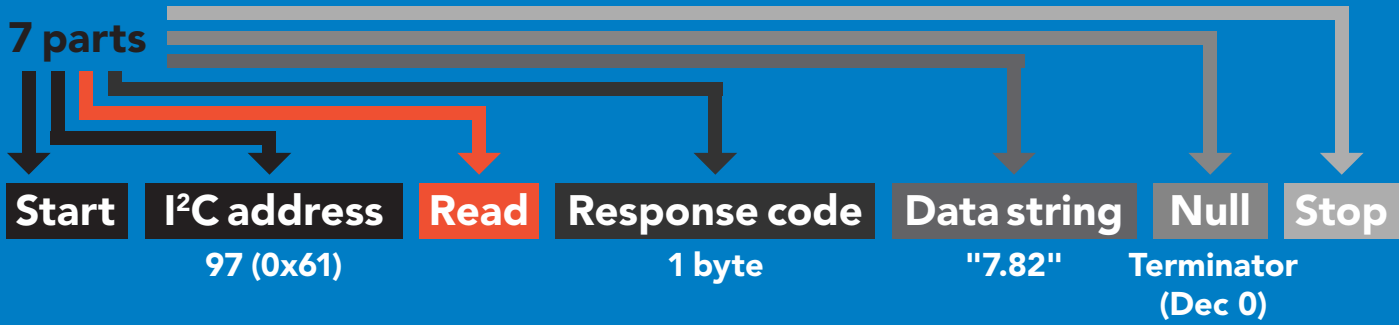 7 parts
Start I²C address Read Response code Data string Null Stop
97 (0x61) 1 byte "7.82" Terminator
(Dec 0)